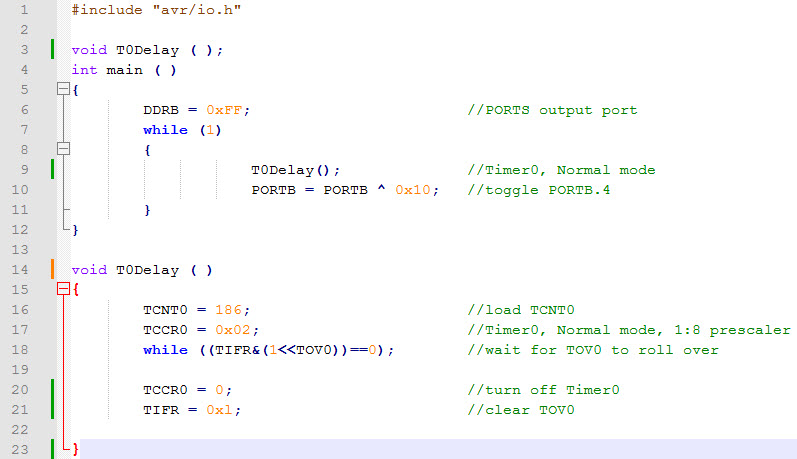 1 #include "avr/io.h"
2
3 void T0Delay ( );
4 int main ( )
5 {
6 DDRB = 0xFF; //PORTS output port
7 while (1)
8 {
9 T0Delay(); //Timer0, Normal mode
10 PORTB = PORTB ^ 0x10; //toggle PORTB.4
11 }
12 }
13
14 void T0Delay ( )
15 {
16 TCNT0 = 186; //load TCNT0
17 TCCR0 = 0x02; //Timer0, Normal mode, 1:8 prescaler
18 while ((TIFR&(1<<TOV0))==0); //wait for TOV0 to roll over
19
20 TCCR0 = 0; //turn off Timer0
21 TIFR = 0xl; //clear TOV0
22
23 }